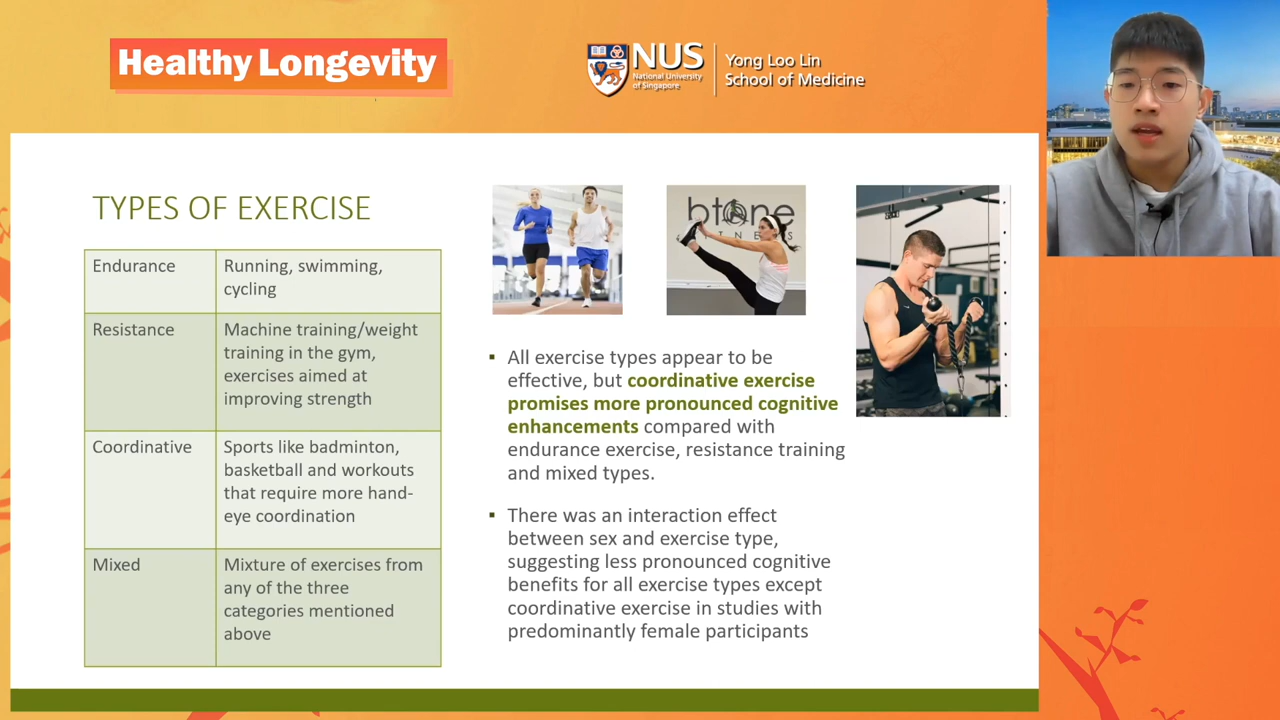 Healthy Longevity
NUS
National University
of Singapore
Yong Loo Lin
School of Medicine
TYPES OF EXERCISE
Endurance
Running, swimming,
cycling
Resistance
Machine training/weight
training in the gym,
exercises aimed at
improving strength
Coordinative
Sports like badminton,
basketball and workouts
that require more hand-
eye coordination
Mixed
Mixture of exercises from
any of the three
categories mentioned
above
▪ All exercise types appear to be
effective, but coordinative exercise
promises more pronounced cognitive
enhancements compared with
endurance exercise, resistance training
and mixed types.
▪ There was an interaction effect
between sex and exercise type,
suggesting less pronounced cognitive
benefits for all exercise types except
coordinative exercise in studies with
predominantly female participants